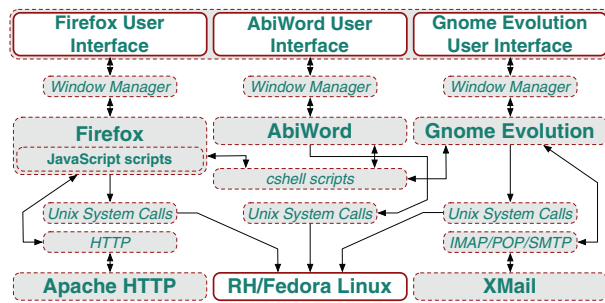 Firefox User
Interface
AbiWord User
Interface
Gnome Evolution
User Interface
Window Manager
Window Manager
Window Manager
Firefox
JavaScript scripts
AbiWord
Gnome Evolution
cshell scripts
Unix System Calls
Unix System Calls
Unix System Calls
HTTP
IMAP/POP/SMTP
Apache HTTP
RH/Fedora Linux
XMail